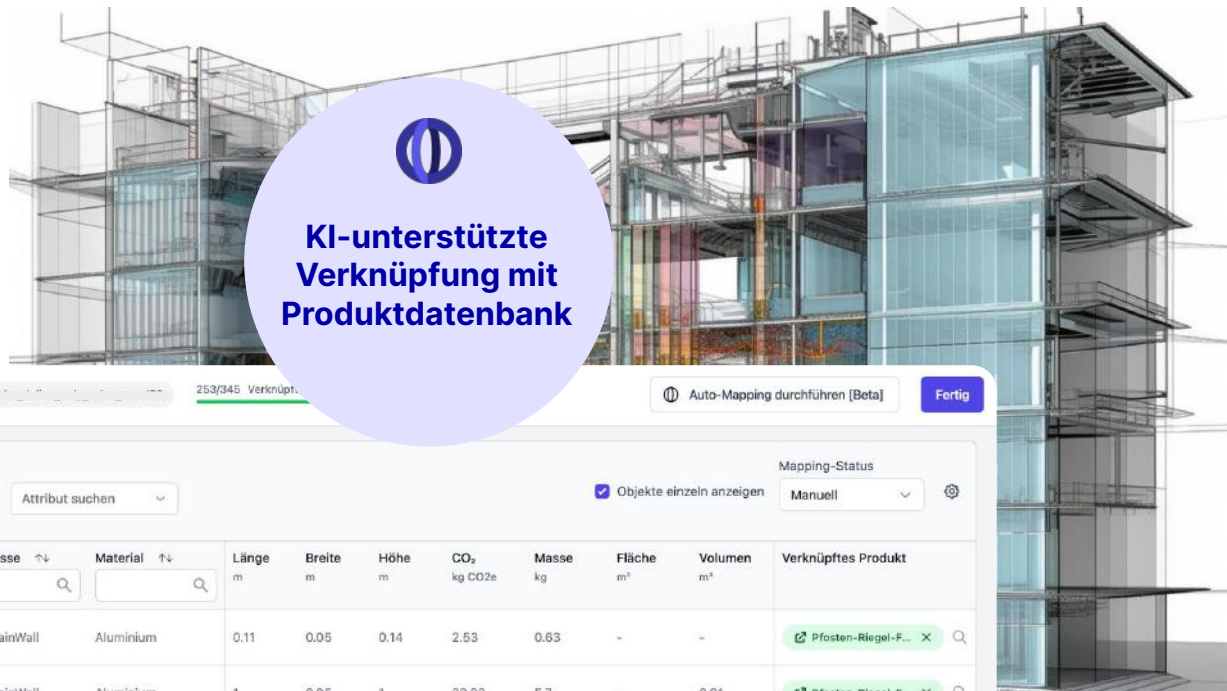 KI-unterstützte
Verknüpfung mit
Produktdatenbank
253/345
Auto-Mapping durchführen [Beta]
Fertig
Mapping-Status
Attribut suchen
Objekte einzeln anzeigen
Manuell
Material
Länge
Breite
Höhe
CO₂
Masse
Fläche
Volumen
Verknüpftes Produkt
m
m
m
kg CO2e
kg
m²
m³
Aluminium
0.11
0.05
0.14
2.53
0.63
-
-
Pfosten-Riegel-F...